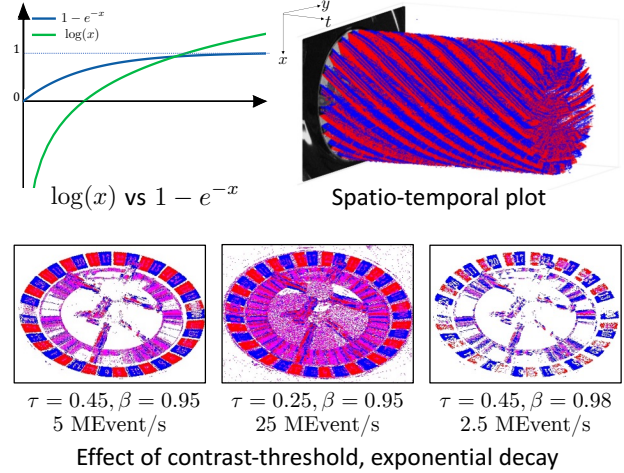 1 − e^{−x}
log(x)
1
0
y
t
x
log(x) vs 1 − e^{−x}
Spatio-temporal plot
τ = 0.45, β = 0.95
5 MEvent/s
τ = 0.25, β = 0.95
25 MEvent/s
τ = 0.45, β = 0.98
2.5 MEvent/s
Effect of contrast-threshold, exponential decay